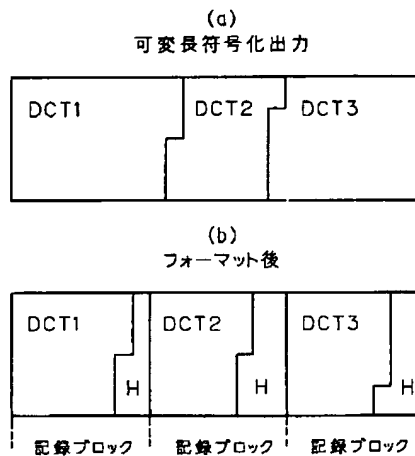 (a)
可変長符号化出力
DCT1 DCT2 DCT3
(b)
フォーマット後
DCT1 DCT2 DCT3
H H H
記録ブロック 記録ブロック 記録ブロック